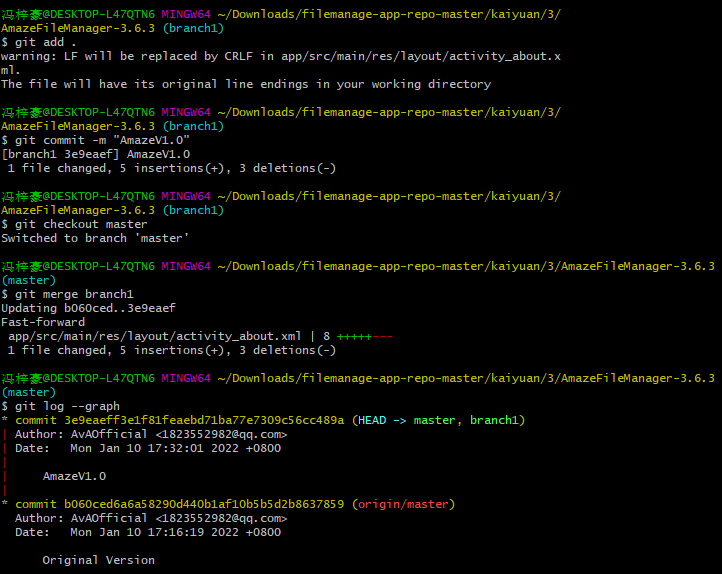 冯梓豪@DESKTOP-L47QTN6 MINGW64 ~/Downloads/filemanage-app-repo-master/kaiyuan/3/
AmazeFileManager-3.6.3 (branch1)
$ git add .
warning: LF will be replaced by CRLF in app/src/main/res/layout/activity_about.x
ml.
The file will have its original line endings in your working directory
冯梓豪@DESKTOP-L47QTN6 MINGW64 ~/Downloads/filemanage-app-repo-master/kaiyuan/3/
AmazeFileManager-3.6.3 (branch1)
$ git commit -m "AmazeV1.0"
[branch1 3e9eaef] AmazeV1.0
1 file changed, 5 insertions(+), 3 deletions(-)
冯梓豪@DESKTOP-L47QTN6 MINGW64 ~/Downloads/filemanage-app-repo-master/kaiyuan/3/
AmazeFileManager-3.6.3 (branch1)
$ git checkout master
Switched to branch 'master'
冯梓豪@DESKTOP-L47QTN6 MINGW64 ~/Downloads/filemanage-app-repo-master/kaiyuan/3/AmazeFileManager-3.6.3
(master)
$ git merge branch1
Updating b060ced..3e9eaef
Fast-forward
app/src/main/res/layout/activity_about.xml | 8 +++++---
1 file changed, 5 insertions(+), 3 deletions(-)
冯梓豪@DESKTOP-L47QTN6 MINGW64 ~/Downloads/filemanage-app-repo-master/kaiyuan/3/AmazeFileManager-3.6.3
(master)
$ git log --graph
* commit 3e9eaeff3e1f81feaebd71ba77e7309c56cc489a (HEAD -> master, branch1)
| Author: AvAOfficial <1823552982@qq.com>
| Date:   Mon Jan 10 17:32:01 2022 +0800
|
|     AmazeV1.0
|
* commit b060ced6a6a58290d440b1af10b5b5d2b8637859 (origin/master)
Author: AvAOfficial <1823552982@qq.com>
Date:   Mon Jan 10 17:16:19 2022 +0800
Original Version